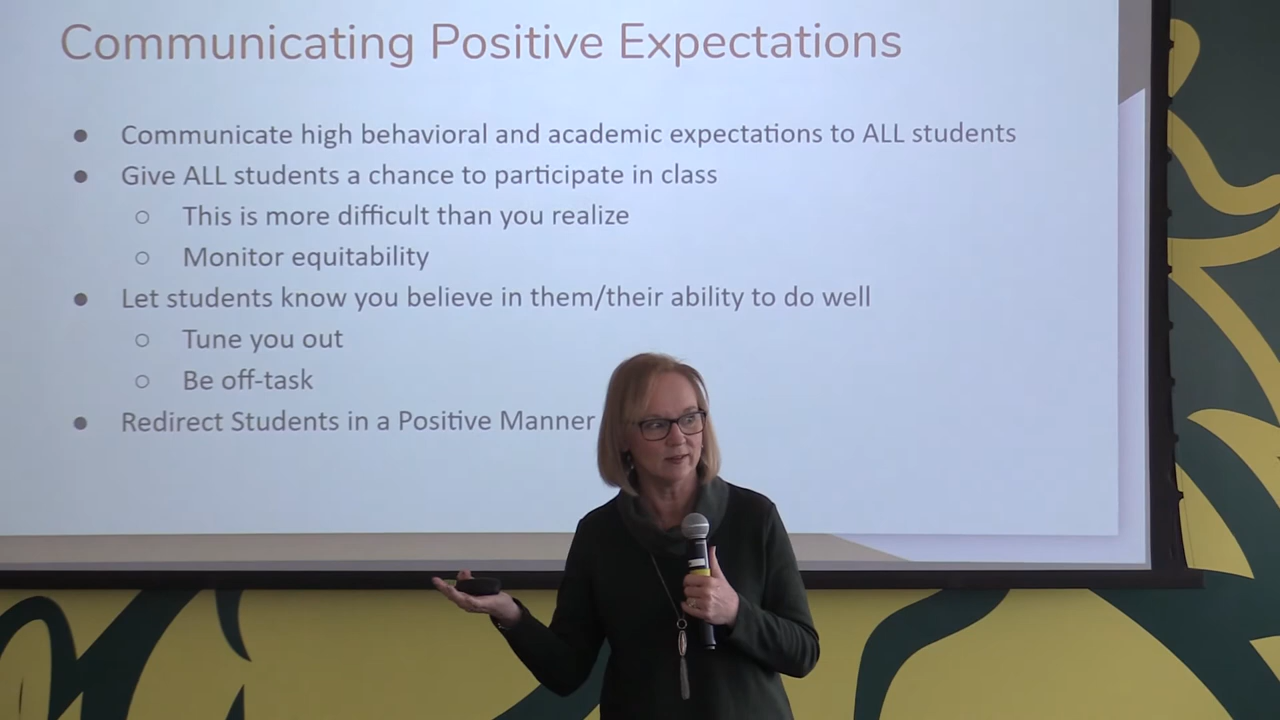 Communicating Positive Expectations
● Communicate high behavioral and academic expectations to ALL students
● Give ALL students a chance to participate in class
○ This is more difficult than you realize
○ Monitor equitability
● Let students know you believe in them/their ability to do well
○ Tune you out
○ Be off-task
● Redirect Students in a Positive Manner